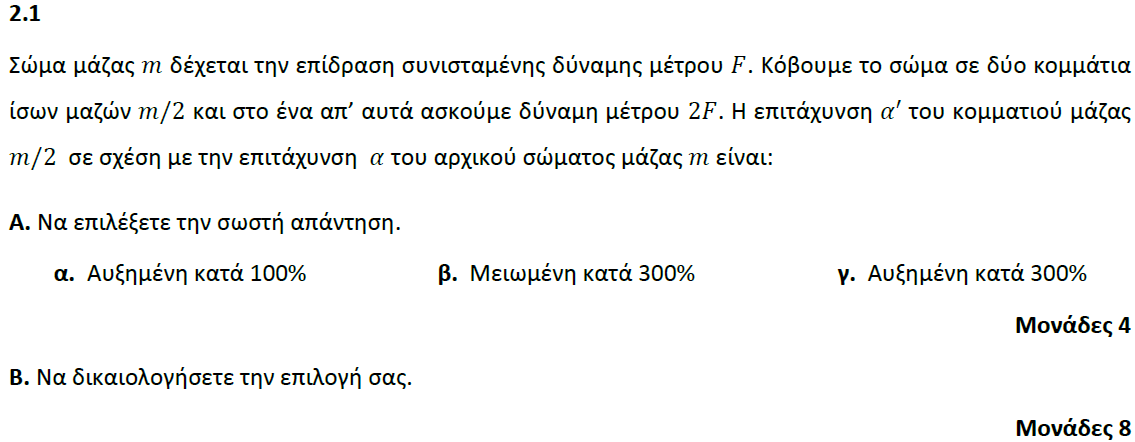 2.1
Σώμα μάζας m δέχεται την επίδραση συνισταμένης δύναμης μέτρου F. Κόβουμε το σώμα σε δύο κομμάτια
ίσων μαζών m/2 και στο ένα απ’ αυτά ασκούμε δύναμη μέτρου 2F. Η επιτάχυνση α′ του κομματιού μάζας
m/2 σε σχέση με την επιτάχυνση α του αρχικού σώματος μάζας m είναι:
Α. Να επιλέξετε την σωστή απάντηση.
α. Αυξημένη κατά 100% β. Μειωμένη κατά 300% γ. Αυξημένη κατά 300%
Μονάδες 4
Β. Να δικαιολογήσετε την επιλογή σας.
Μονάδες 8